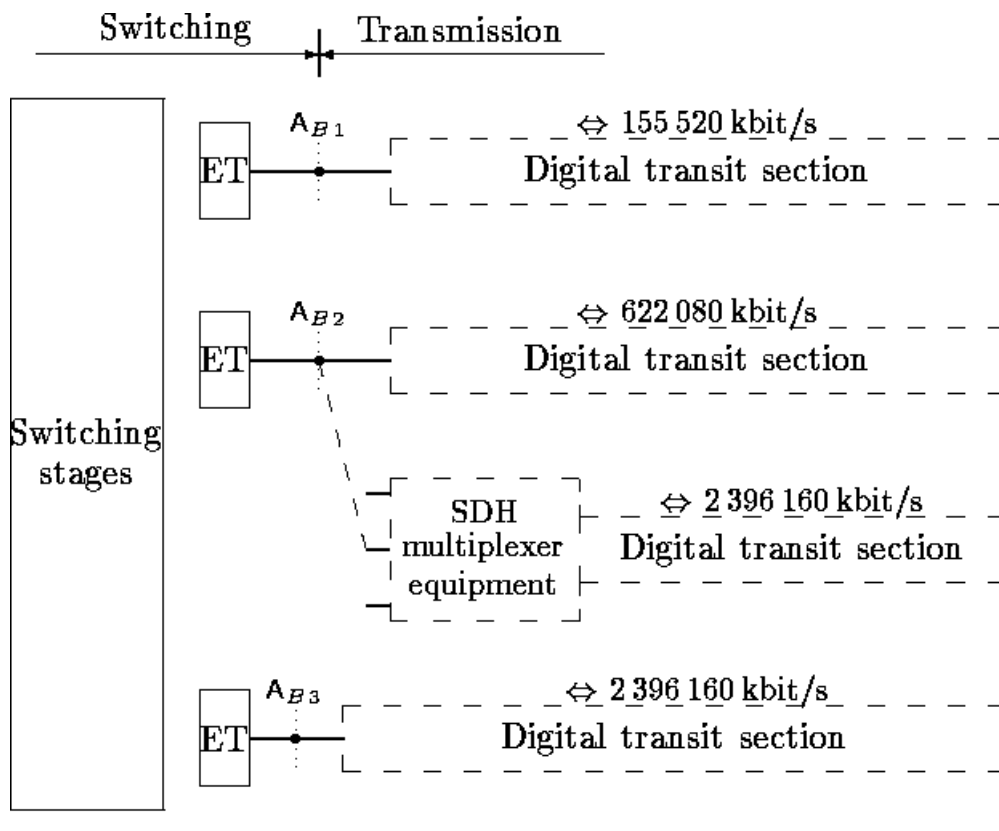 Switching Transmission
A_B1
⇔ 155 520 kbit/s
ET
Digital transit section
A_B2
⇔ 622 080 kbit/s
ET
Digital transit section
Switching
stages
⇔ 2 396 160 kbit/s
SDH
multiplexer
equipment
Digital transit section
A_B3
⇔ 2 396 160 kbit/s
ET
Digital transit section